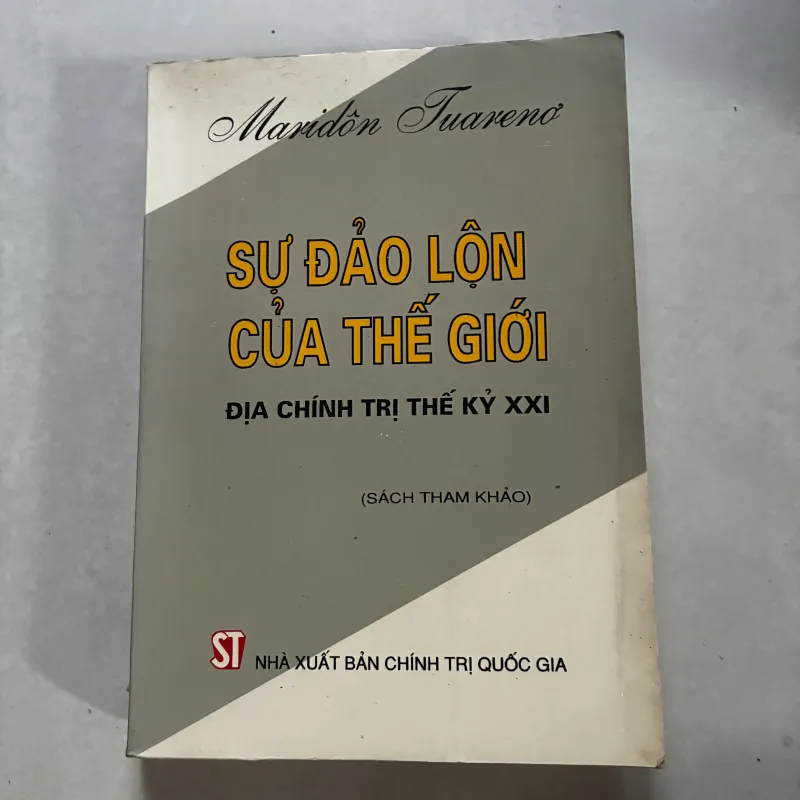 Maridôn Tuarenơ
SỰ ĐẢO LỘN
CỦA THẾ GIỚI
ĐỊA CHÍNH TRỊ THẾ KỶ XXI
(SÁCH THAM KHẢO)
ST NHÀ XUẤT BẢN CHÍNH TRỊ QUỐC GIA